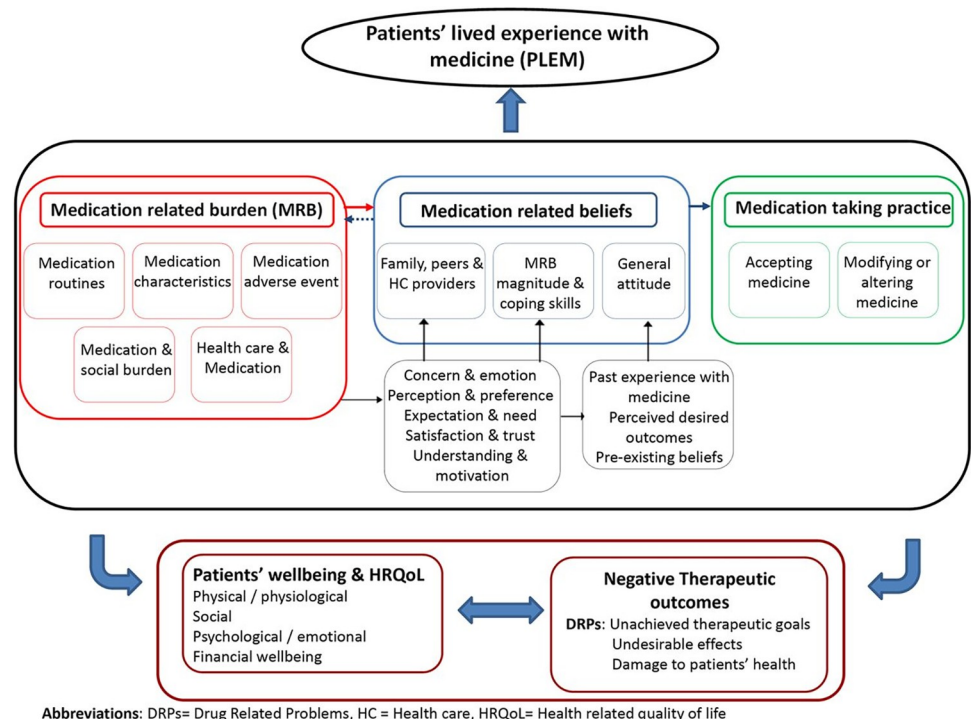 Patients' lived experience with
medicine (PLEM)
Medication related burden (MRB)
Medication
routines
Medication
characteristics
Medication
adverse event
Medication &
social burden
Health care &
Medication
Medication related beliefs
Family, peers &
HC providers
MRB
magnitude &
coping skills
General
attitude
Medication taking practice
Accepting
medicine
Modifying or
altering
medicine
Concern & emotion
Perception & preference
Expectation & need
Satisfaction & trust
Understanding &
motivation
Past experience with
medicine
Perceived desired
outcomes
Pre-existing beliefs
Patients' wellbeing & HRQoL
Physical / physiological
Social
Psychological / emotional
Financial wellbeing
Negative Therapeutic
outcomes
DRPs: Unachieved therapeutic goals
Undesirable effects
Damage to patients' health
Abbreviations: DRPs= Drug Related Problems, HC = Health care, HRQoL= Health related quality of life